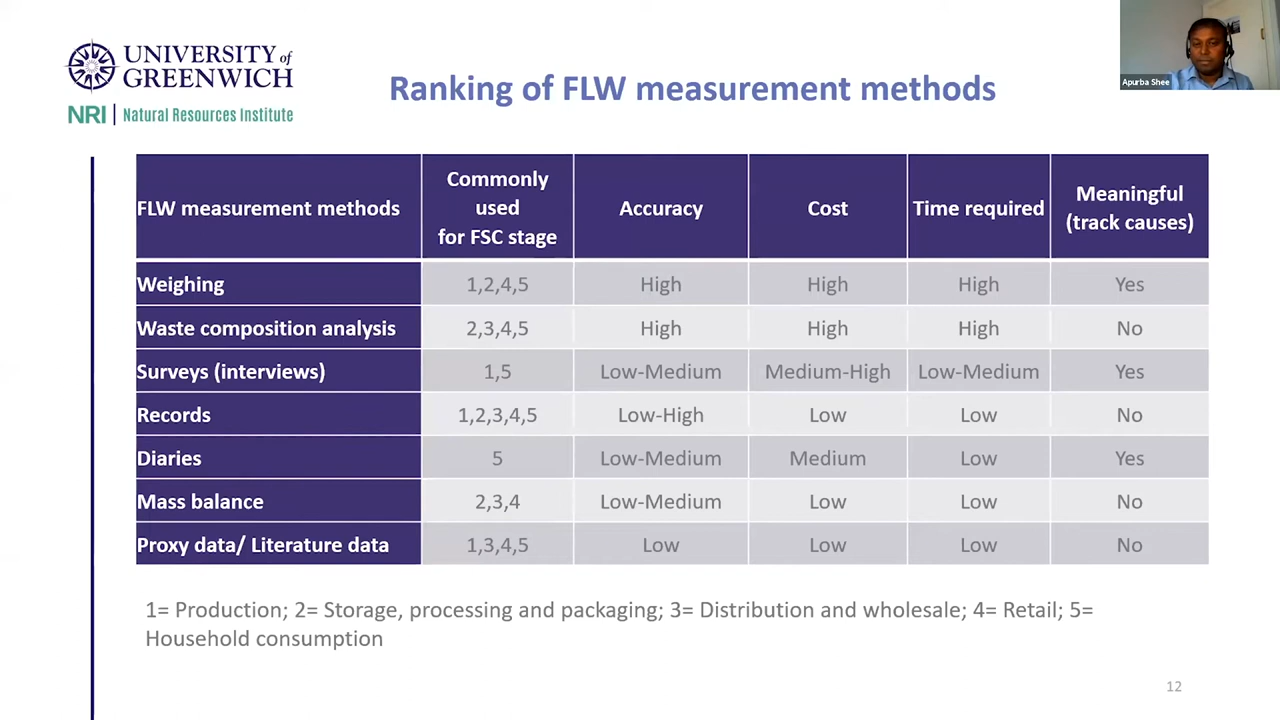 UNIVERSITY of
GREENWICH
NRI | Natural Resources Institute
Ranking of FLW measurement methods
Apurba Shee
FLW measurement methods
Commonly
used
for FSC stage
Accuracy
Cost
Time required
Meaningful
(track causes)
Weighing 1,2,4,5 High High High Yes
Waste composition analysis 2,3,4,5 High High High No
Surveys (interviews) 1,5 Low-Medium Medium-High Low-Medium Yes
Records 1,2,3,4,5 Low-High Low Low No
Diaries 5 Low-Medium Medium Low Yes
Mass balance 2,3,4 Low-Medium Low Low No
Proxy data/ Literature data 1,3,4,5 Low Low Low No
1= Production; 2= Storage, processing and packaging; 3= Distribution and wholesale; 4= Retail; 5=
Household consumption
12